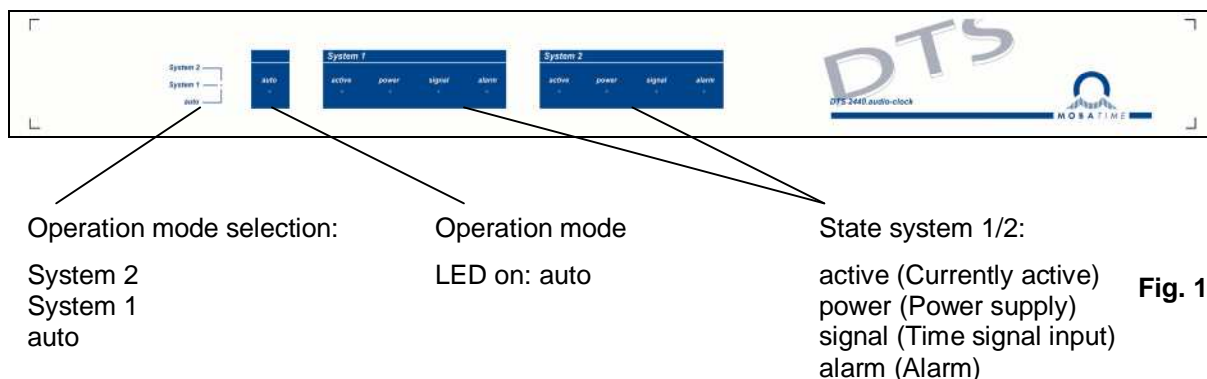 DTS
System 1
System 2
System 2
System 1
auto
auto
active power signal alarm
active power signal alarm
DTS 2440.audio-clock
MOBATIME
Operation mode selection:
System 2
System 1
auto
Operation mode
LED on: auto
State system 1/2:
active (Currently active)
power (Power supply)
signal (Time signal input)
alarm (Alarm)
Fig. 1